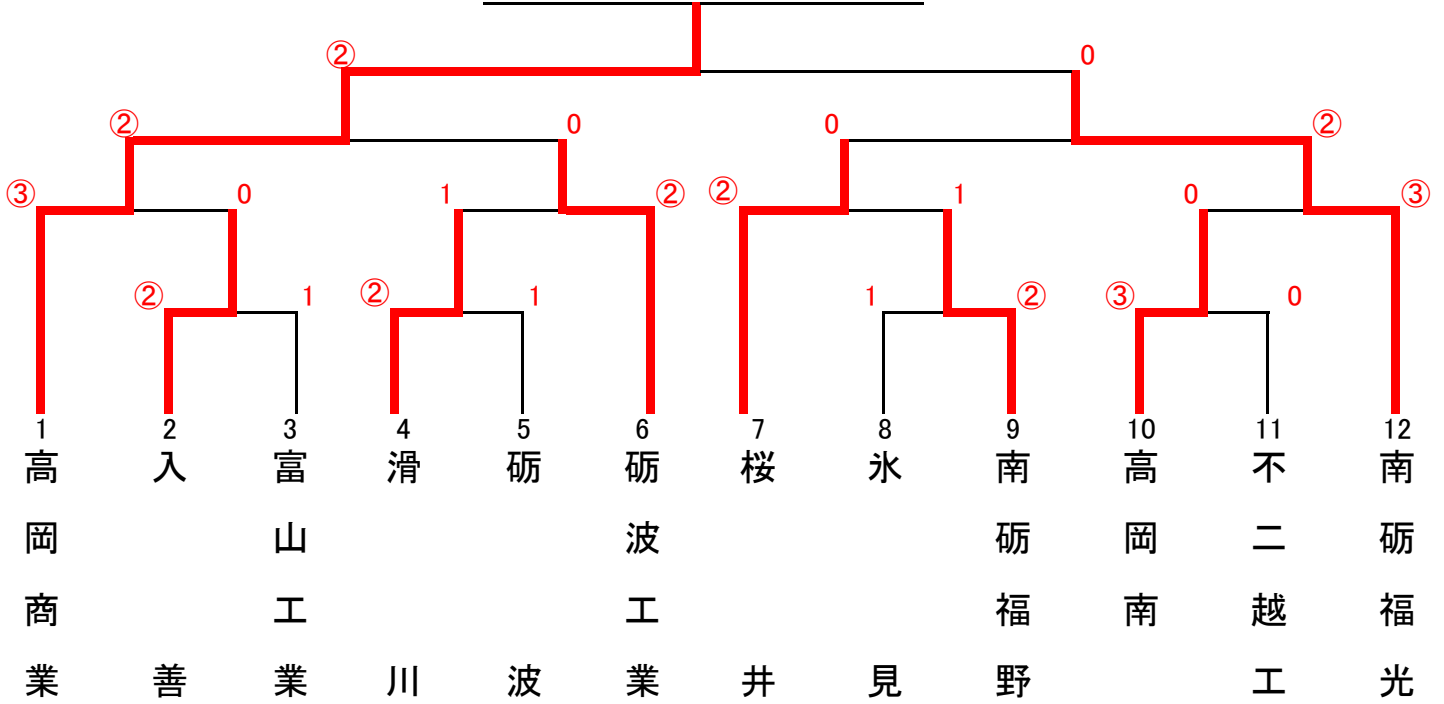 ② 0
② 0 0 ②
③ 0 1 ② ② 1 0 ③
② 1 ② 1 1 ② ③ 0
1 2 3 4 5 6 7 8 9 10 11 12
高岡商業
入善
富山工業
滑川
砺波
砺波工業
桜井
氷見
南砺福野
高岡南
不二越工
南砺福光